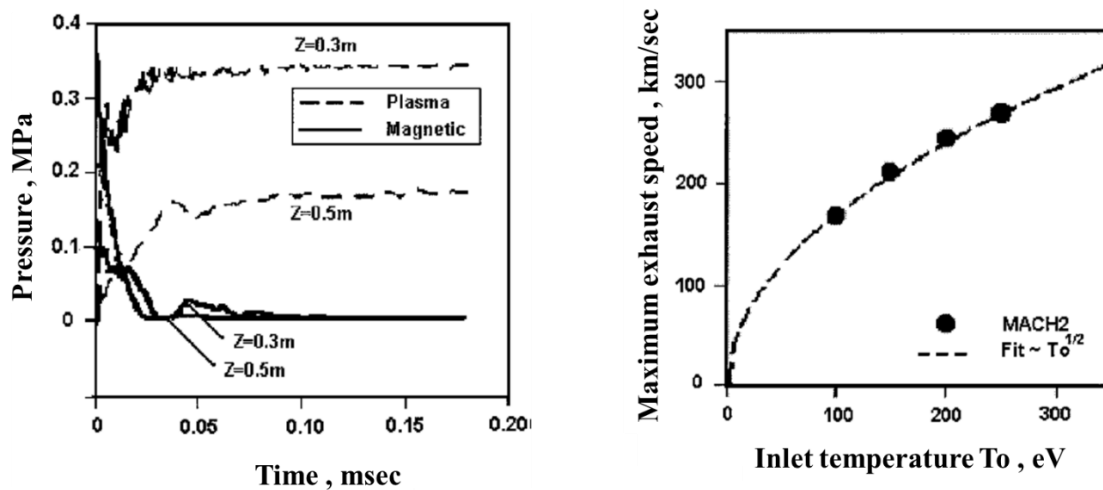 0.4
Z=0.3m
0.3
Plasma
Magnetic
0.2
Z=0.5m
0.1
0
Z=0.3m
Z=0.5m
0 0.05 0.10 0.15 0.20
Pressure , MPa
Time , msec
Maximum exhaust speed , km/sec
300
200
100
0
MACH2
Fit ~ To1/2
0 100 200 300
Inlet temperature To , eV